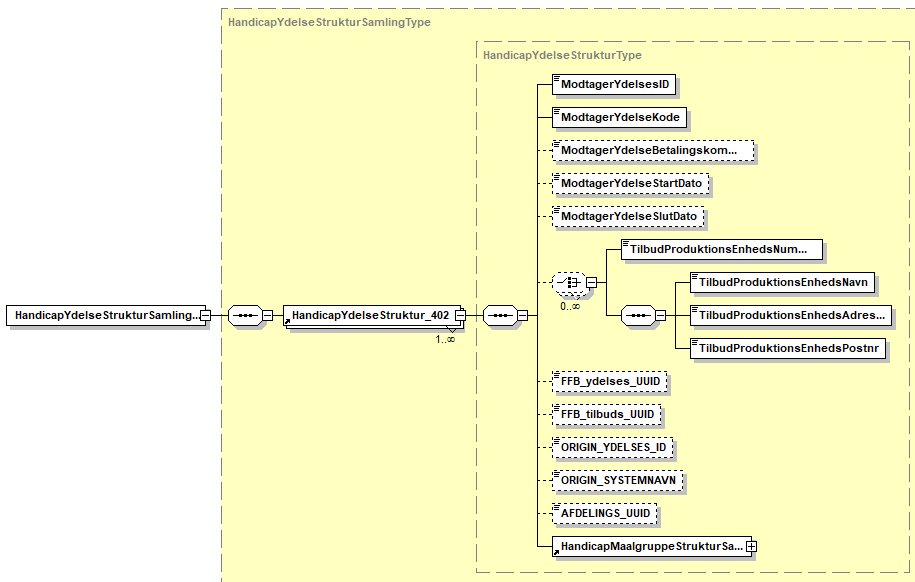 HandicapYdelseStrukturSamlingType
HandicapYdelseStrukturType
ModtagerYdelsesID
ModtagerYdelseKode
ModtagerYdelseBetalingskom...
ModtagerYdelseStartDato
ModtagerYdelseSlutDato
TilbudProduktionsEnhedsNum...
TilbudProduktionsEnhedsNavn
0..∞
HandicapYdelseStrukturSamling...
HandicapYdelseStruktur_402
1..∞
TilbudProduktionsEnhedsAdres...
TilbudProduktionsEnhedsPostnr
FFB_ydelses_UUID
FFB_tilbuds_UUID
ORIGIN_YDELSES_ID
ORIGIN_SYSTEMNAVN
AFDELINGS_UUID
HandicapMaalgruppeStrukturSa...